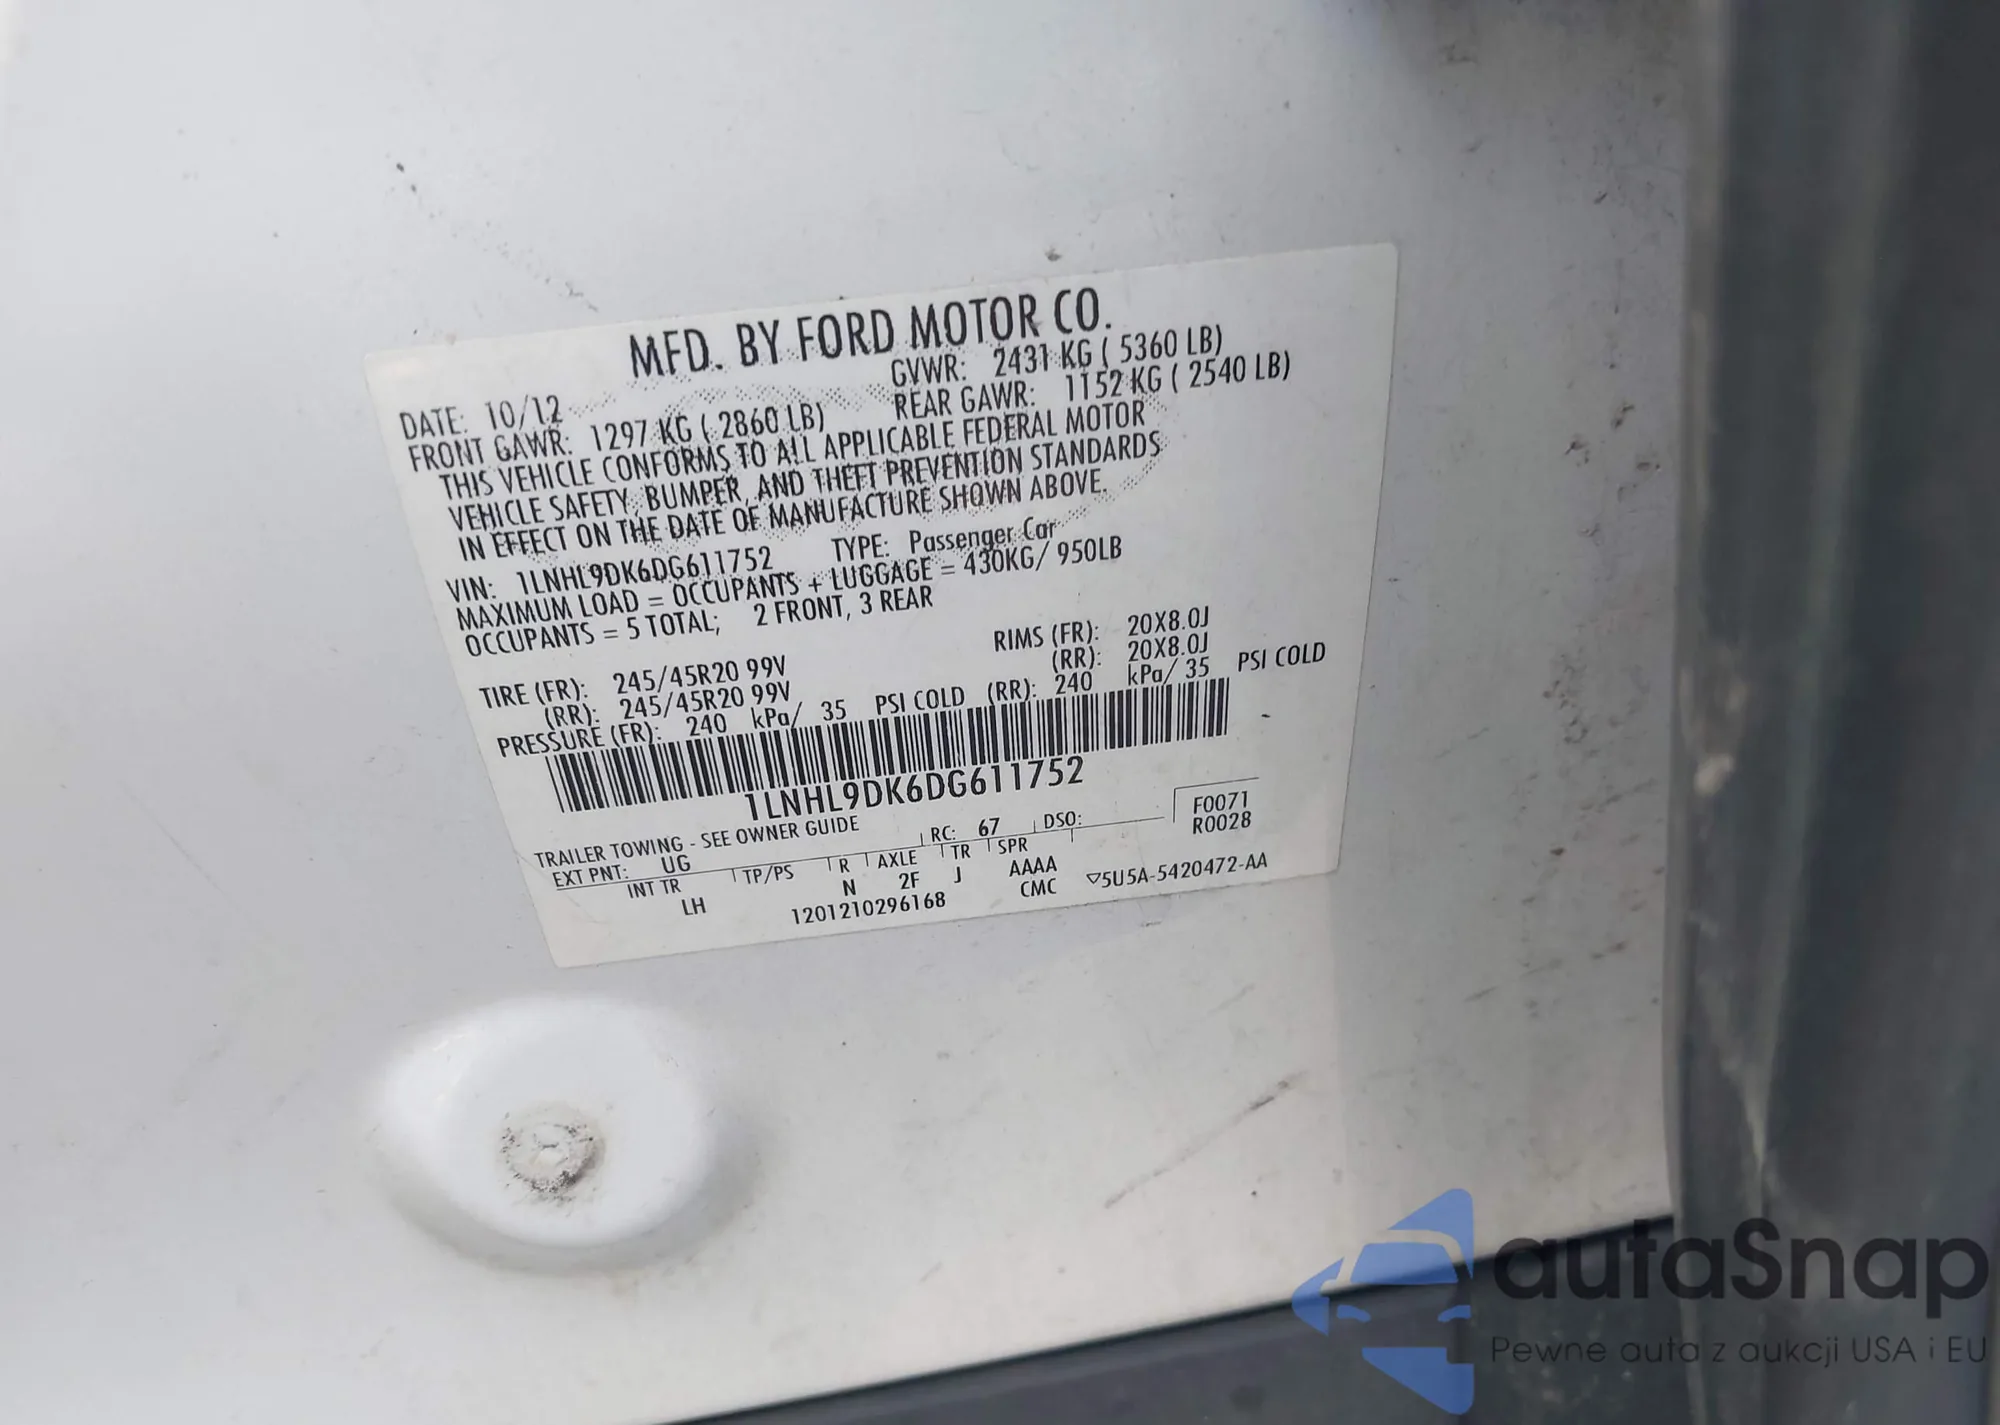 MFD. BY FORD MOTOR CO.
DATE: 10/12 GVWR: 2431 KG ( 5360 LB)
FRONT GAWR: 1297 KG ( 2860 LB) REAR GAWR: 1152 KG ( 2540 LB)
THIS VEHICLE CONFORMS TO ALL APPLICABLE FEDERAL MOTOR
VEHICLE SAFETY, BUMPER, AND THEFT PREVENTION STANDARDS
IN EFFECT ON THE DATE OF MANUFACTURE SHOWN ABOVE.
VIN: 1LNHL9DK6DG611752 TYPE: Passenger Car
MAXIMUM LOAD = OCCUPANTS + LUGGAGE = 430KG/ 950LB
OCCUPANTS = 5 TOTAL; 2 FRONT, 3 REAR
TIRE (FR): 245/45R20 99V RIMS (FR): 20X8.0J
(RR): 245/45R20 99V (RR): 20X8.0J
PRESSURE (FR): 240 kPa/ 35 PSI COLD (RR): 240 kPa/ 35 PSI COLD
1LNHL9DK6DG611752
TRAILER TOWING - SEE OWNER GUIDE
EXT PNT: UG RC: 67 DSO: F0071
R0028
INT TR TP/PS R AXLE TR SPR
LH N 2F J AAAA
1201210296168 CMC ▽5U5A-5420472-AA
autaSnap
Pewne auta z aukcji USA i EU